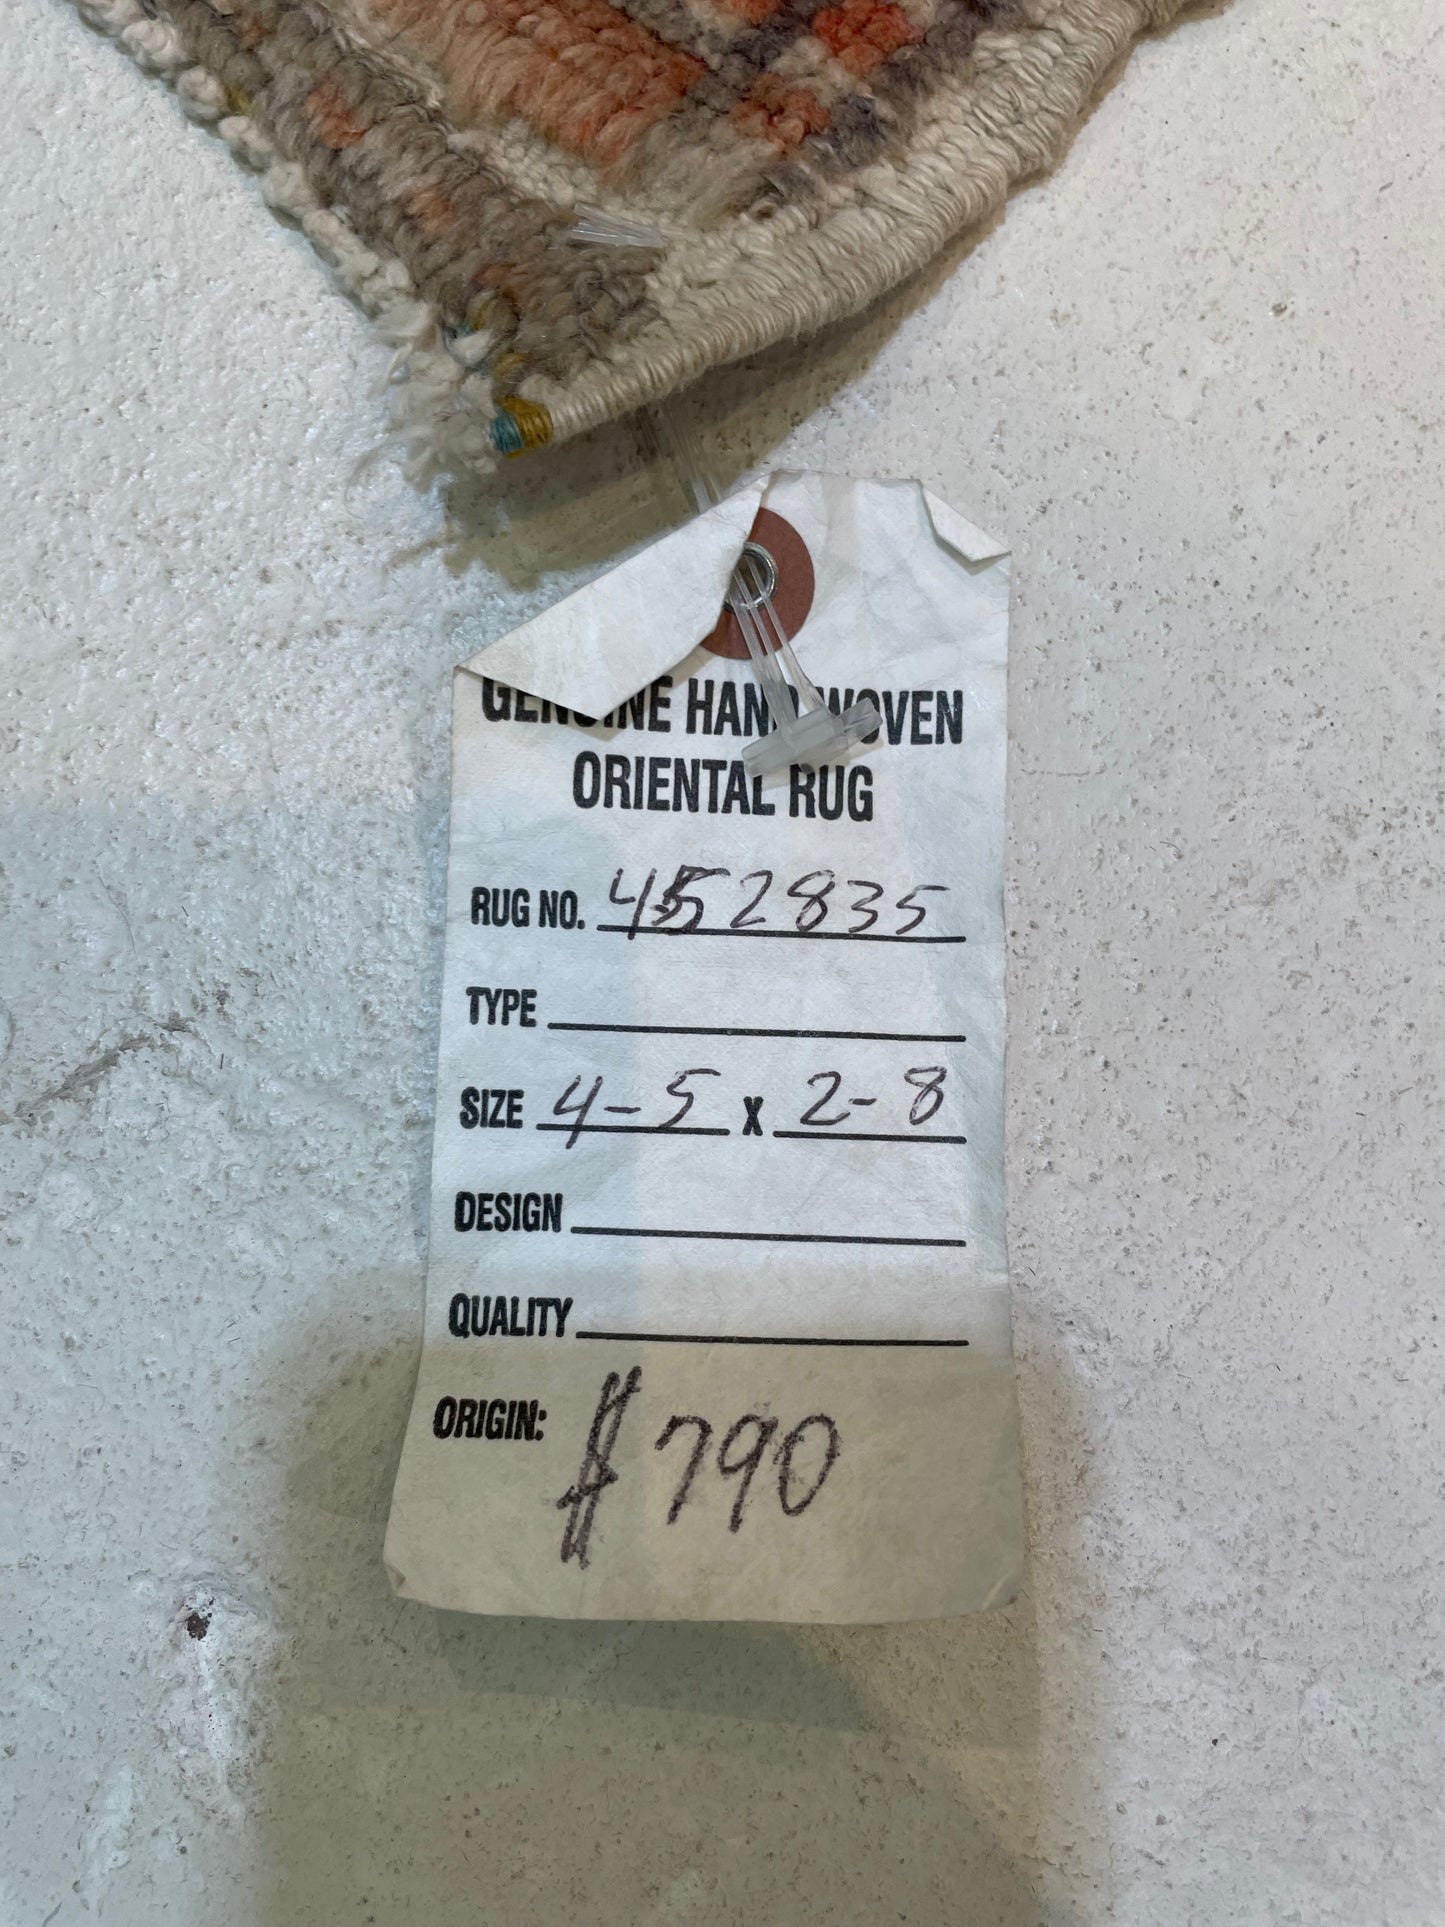 GENUINE HAND WOVEN
ORIENTAL RUG
RUG NO. 452835
TYPE
SIZE 4-5 X 2-8
DESIGN
QUALITY
ORIGIN: $790